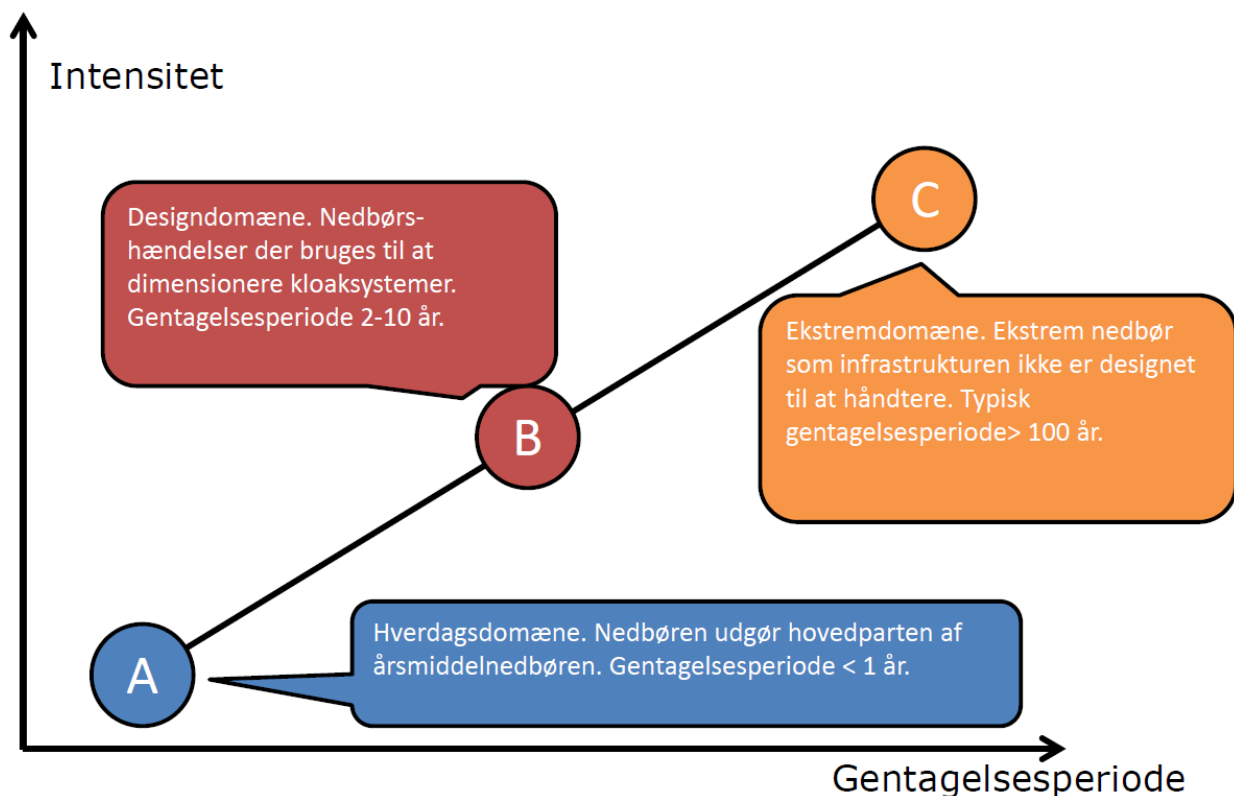 Intensitet
C
Designdomæne. Nedbørs-
hændelser der bruges til at
dimensionere kloaksystemer.
Gentagelsesperiode 2-10 år.
Ekstremdomæne. Ekstrem nedbør
som infrastrukturen ikke er designet
til at håndtere. Typisk
gentagelsesperiode> 100 år.
B
Hverdagsdomæne. Nedbøren udgør hovedparten af
årsmiddelnedbøren. Gentagelsesperiode < 1 år.
A
Gentagelsesperiode